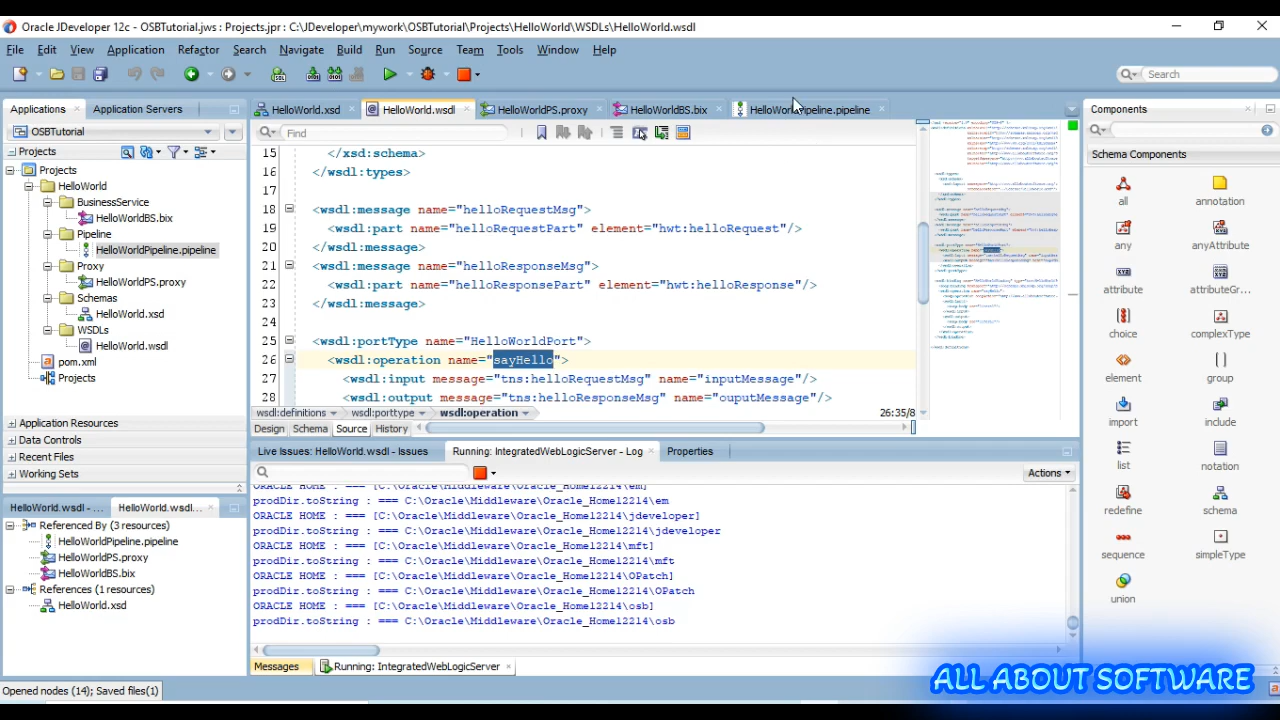 Oracle JDeveloper 12c - OSBTutorial.jws : Projects.jpr : C:\JDeveloper\mywork\OSBTutorial\Projects\HelloWorld\WSDLs\HelloWorld.wsdl
File Edit View Application Refactor Search Navigate Build Run Source Team Tools Window Help
Search
Applications
Application Servers
OSBTutorial
Projects
Projects
HelloWorld
BusinessService
HelloWorldBS.bix
Pipeline
HelloWorldPipeline.pipeline
Proxy
HelloWorldPS.proxy
Schemas
HelloWorld.xsd
WSDLs
HelloWorld.wsdl
pom.xml
Projects
Application Resources
Data Controls
Recent Files
Working Sets
HelloWorld.wsdl - ...
HelloWorld.wsdl...
Referenced By (3 resources)
HelloWorldPipeline.pipeline
HelloWorldPS.proxy
HelloWorldBS.bix
References (1 resources)
HelloWorld.xsd
HelloWorld.xsd HelloWorld.wsdl HelloWorldPS.proxy HelloWorldBS.bix HelloWorldPipeline.pipeline
Find
wsdl:schema>
16 /wsdl:types>
18 <wsdl:message name="helloRequestMsg">
<wsdl:part name="helloRequestPart" element="hwt:helloRequest"/>
20 </wsdl:message>
<wsdl:message name="helloResponseMsg">
<wsdl:part name="helloResponsePart" element="hwt:helloResponse"/>
</wsdl:message>
25 <wsdl:portType name="HelloWorldPort">
26 <wsdl:operation name="sayHello">
27 <wsdl:input message="tns:helloRequestMsg" name="inputMessage"/>
28 <wsdl:output message="tns:helloResponseMsg" name="ouputMessage"/>
wsdl:definitions wsdl:porttype wsdl:operation 26:35/8
Design Schema Source History
Live Issues: HelloWorld.wsdl - Issues
Running: IntegratedWebLogicServer - Log
Properties
Actions
ORACLE HOME : === [C:\Oracle\Middleware\Oracle_Home12214\em]
prodDir.toString : === C:\Oracle\Middleware\Oracle_Home12214\em
ORACLE HOME : === [C:\Oracle\Middleware\Oracle_Home12214\jdeveloper]
prodDir.toString : === C:\Oracle\Middleware\Oracle_Home12214\jdeveloper
ORACLE HOME : === [C:\Oracle\Middleware\Oracle_Home12214\mft]
prodDir.toString : === C:\Oracle\Middleware\Oracle_Home12214\mft
ORACLE HOME : === [C:\Oracle\Middleware\Oracle_Home12214\OPatch]
prodDir.toString : === C:\Oracle\Middleware\Oracle_Home12214\OPatch
ORACLE HOME : === [C:\Oracle\Middleware\Oracle_Home12214\osb]
prodDir.toString : === C:\Oracle\Middleware\Oracle_Home12214\osb
Messages
Running: IntegratedWebLogicServer
Components
Schema Components
all annotation
any anyAttribute
attribute attributeGr...
choice complexType
element group
import include
list notation
redefine schema
sequence simpleType
union
ALL ABOUT SOFTWARE
Opened nodes (14); Saved files(1)